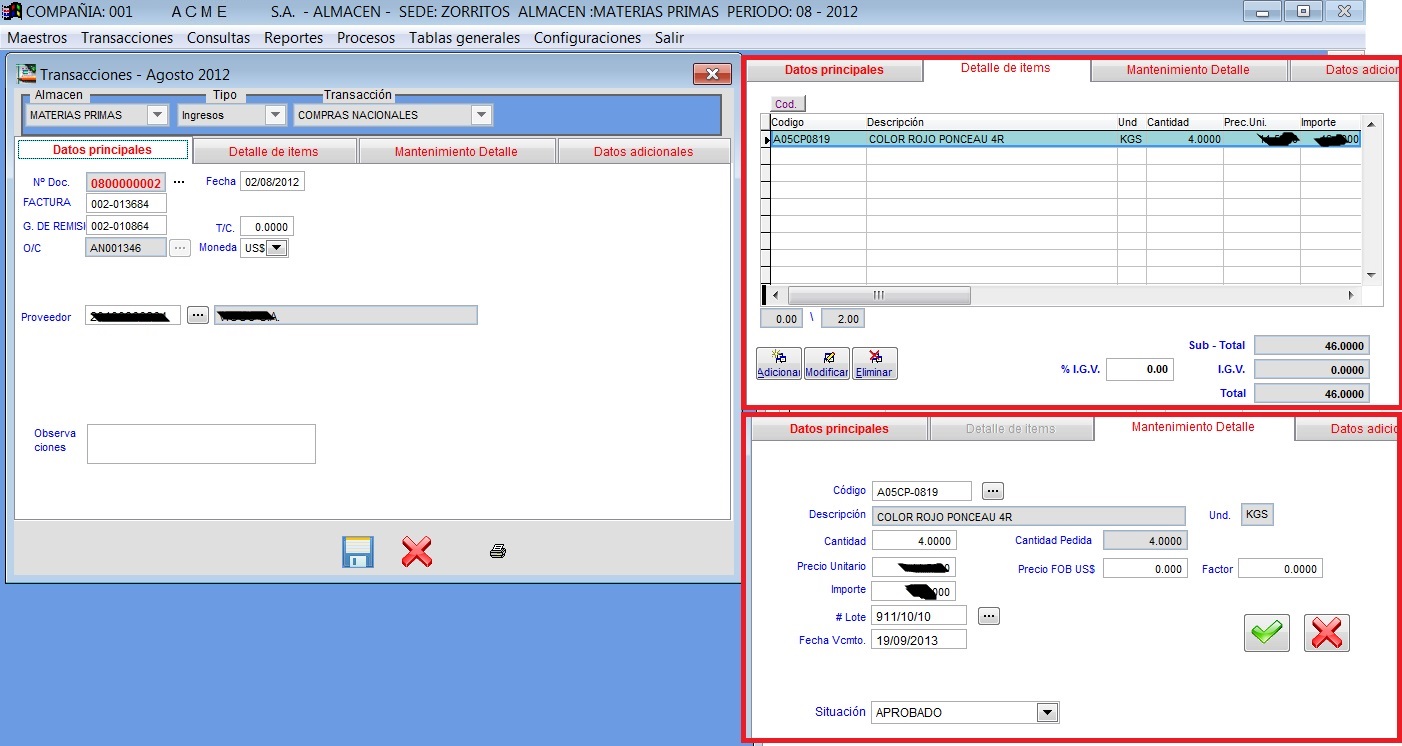 COMPAÑIA: 001 A C M E S.A. - ALMACEN - SEDE: ZORRITOS ALMACEN :MATERIAS PRIMAS PERIODO: 08 - 2012
Maestros Transacciones Consultas Reportes Procesos Tablas generales Configuraciones Salir
Transacciones - Agosto 2012
Almacen Tipo Transacción
MATERIAS PRIMAS Ingresos COMPRAS NACIONALES
Datos principales Detalle de items Mantenimiento Detalle Datos adicionales
Nº Doc. 0800000002 ... Fecha 02/08/2012
FACTURA 002-013684
G. DE REMISI 002-010864 T/C. 0.0000
O/C AN001346 ... Moneda US$
Proveedor ...
Observa
ciones
Datos principales Detalle de items Mantenimiento Detalle Datos adicion
Cod.
Codigo Descripción Und Cantidad Prec.Uni. Importe
A05CP0819 COLOR ROJO PONCEAU 4R KGS 4.0000
0.00 \ 2.00
Sub - Total 46.0000
Adicionar Modificar Eliminar % I.G.V. 0.00 I.G.V. 0.0000
Total 46.0000
Datos principales Detalle de items Mantenimiento Detalle Datos adicio
Código A05CP-0819 ...
Descripción COLOR ROJO PONCEAU 4R Und. KGS
Cantidad 4.0000 Cantidad Pedida 4.0000
Precio Unitario Precio FOB US$ 0.000 Factor 0.0000
Importe
# Lote 911/10/10 ...
Fecha Vcmto. 19/09/2013
Situación APROBADO